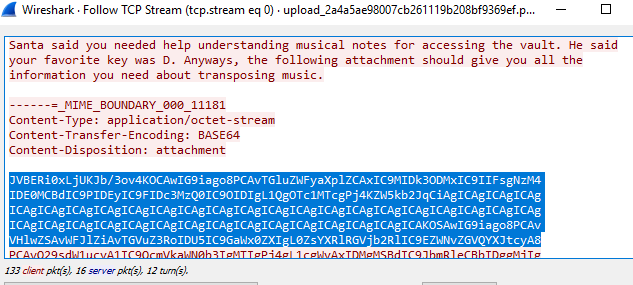 Wireshark · Follow TCP Stream (tcp.stream eq 0) · upload_2a4a5ae98007cb261119b208bf9369ef.p...
Santa said you needed help understanding musical notes for accessing the vault. He said
your favorite key was D. Anyways, the following attachment should give you all the
information you need about transposing music.
------=_MIME_BOUNDARY_000_11181
Content-Type: application/octet-stream
Content-Transfer-Encoding: BASE64
Content-Disposition: attachment
JVBERi0xLjUKJb/3ov4KOCAwIG9iago8PCAvTGluZWFyaXplZCAxIC9MIDk3ODMxIC9IIFsgNzM4
IDE0MCBdIC9PIDEyIC9FIDc3MzQ0IC9OIDIgL1QgOTc1MTcgPj4KZW5kb2JqCiAgICAgICAgICAg
ICAgICAgICAgICAgICAgICAgICAgICAgICAgICAgICAgICAgICAgICAgICAgICAgICAgICAgICAg
ICAgICAgICAgICAgICAgICAgICAgICAgICAgICAgICAgICAgICAgICAgICAKOSAwIG9iago8PCAv
VHlwZSAvWFJlZiAvTGVuZ3RoIDU5IC9GaWx0ZXIgL0ZsYXRlRGVjb2RlIC9EZWNvZGVQYXJtcyA8
133 client pkt(s), 16 server pkt(s), 12 turn(s).